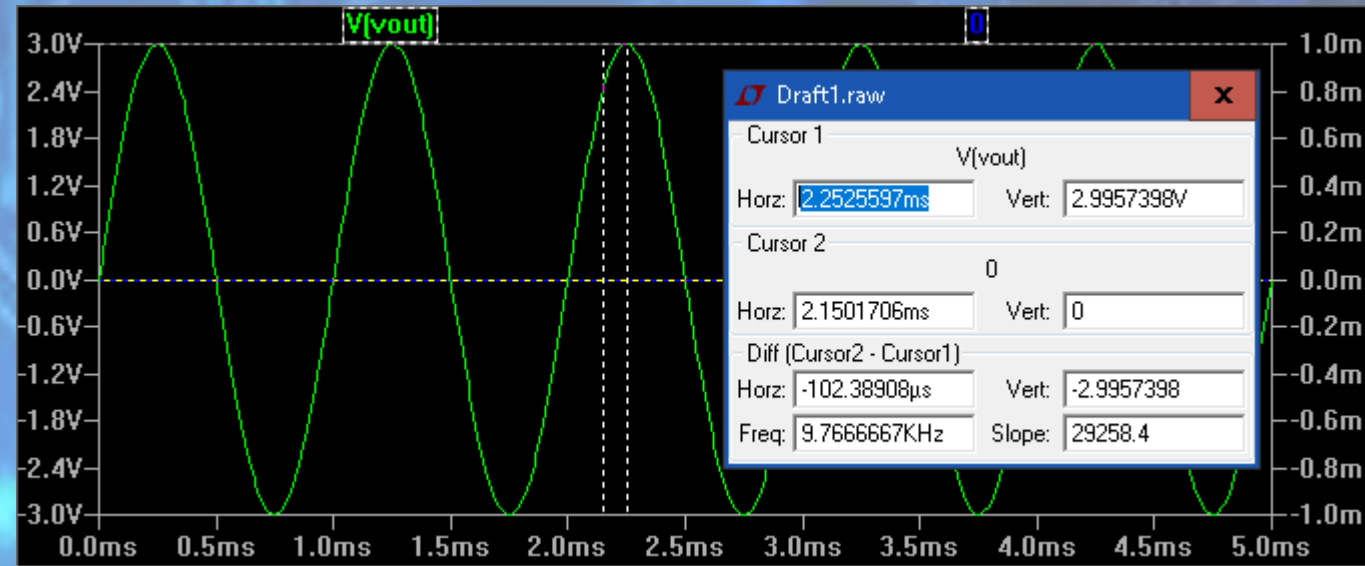 V(vout) 0
3.0V 1.0m
2.4V 0.8m
1.8V 0.6m
1.2V 0.4m
0.6V 0.2m
0.0V 0.0m
-0.6V -0.2m
-1.2V -0.4m
-1.8V -0.6m
-2.4V -0.8m
-3.0V -1.0m
0.0ms 0.5ms 1.0ms 1.5ms 2.0ms 2.5ms 3.0ms 3.5ms 4.0ms 4.5ms 5.0ms
Draft1.raw x
Cursor 1
V(vout)
Horz: 2.2525597ms Vert: 2.9957398V
Cursor 2
0
Horz: 2.1501706ms Vert: 0
Diff (Cursor2 - Cursor1)
Horz: -102.38908µs Vert: -2.9957398
Freq: 9.7666667KHz Slope: 29258.4